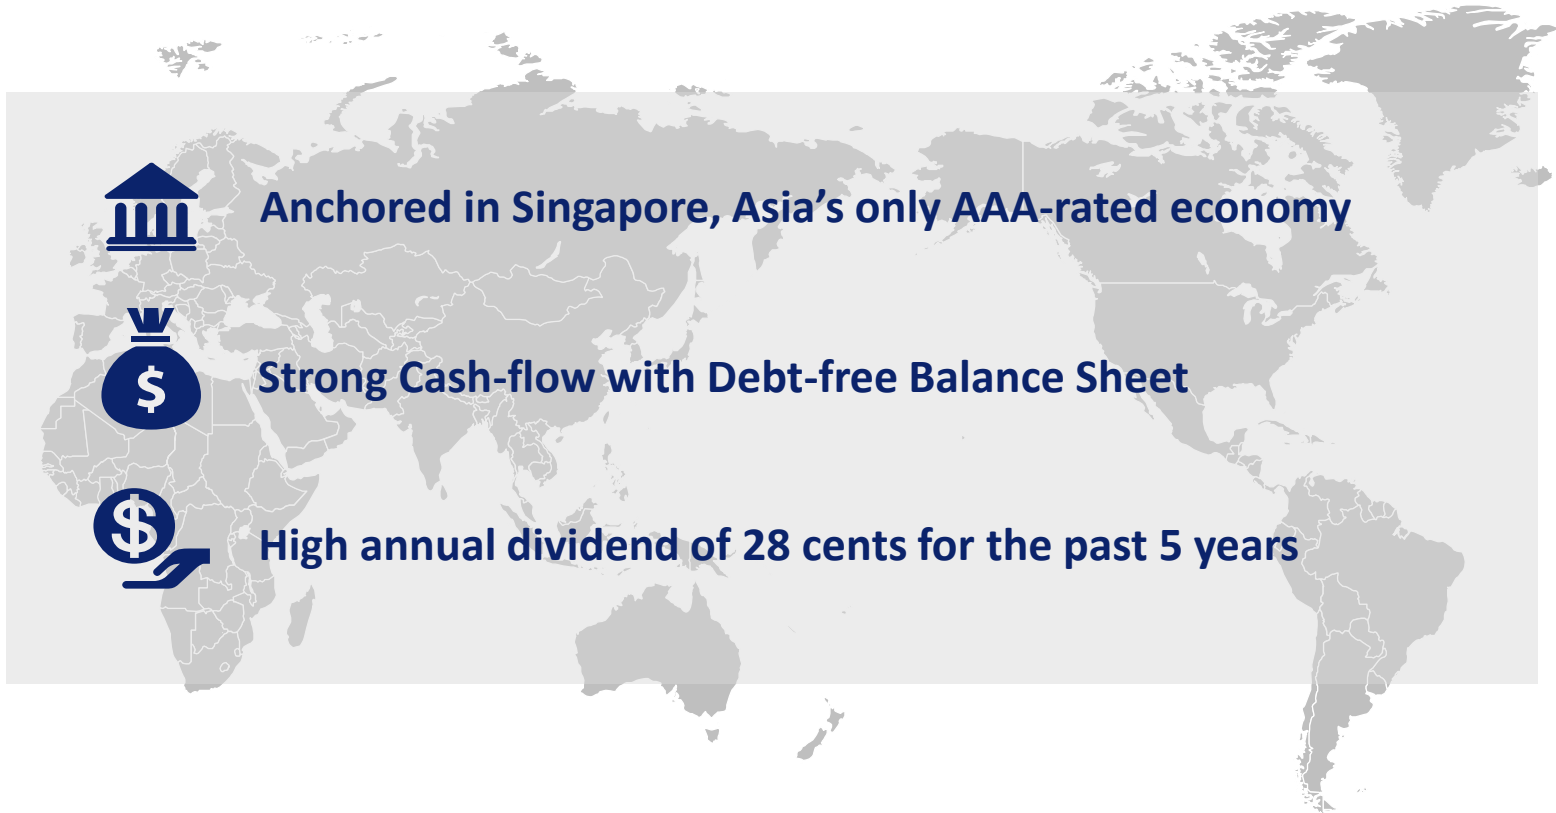 Anchored in Singapore, Asia’s only AAA-rated economy
$
Strong Cash-flow with Debt-free Balance Sheet
$
High annual dividend of 28 cents for the past 5 years